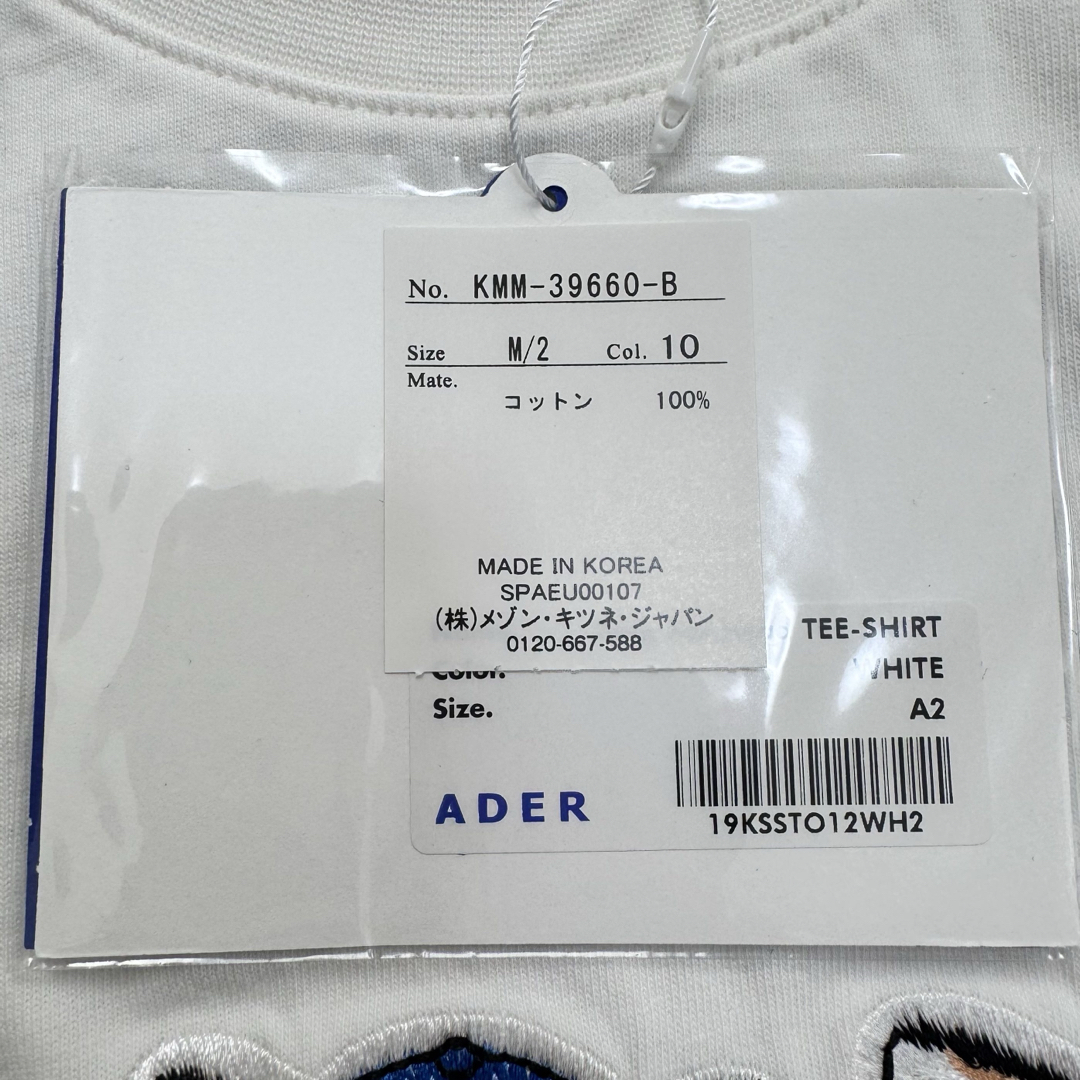 No. KMM-39660-B
Size M/2 Col. 10
Mate.
コットン 100%
MADE IN KOREA
SPAEU00107
(株)メゾン・キツネ・ジャパン
0120-667-588
TEE-SHIRT
Color. WHITE
Size. A2
ADER
19KSSTO12WH2